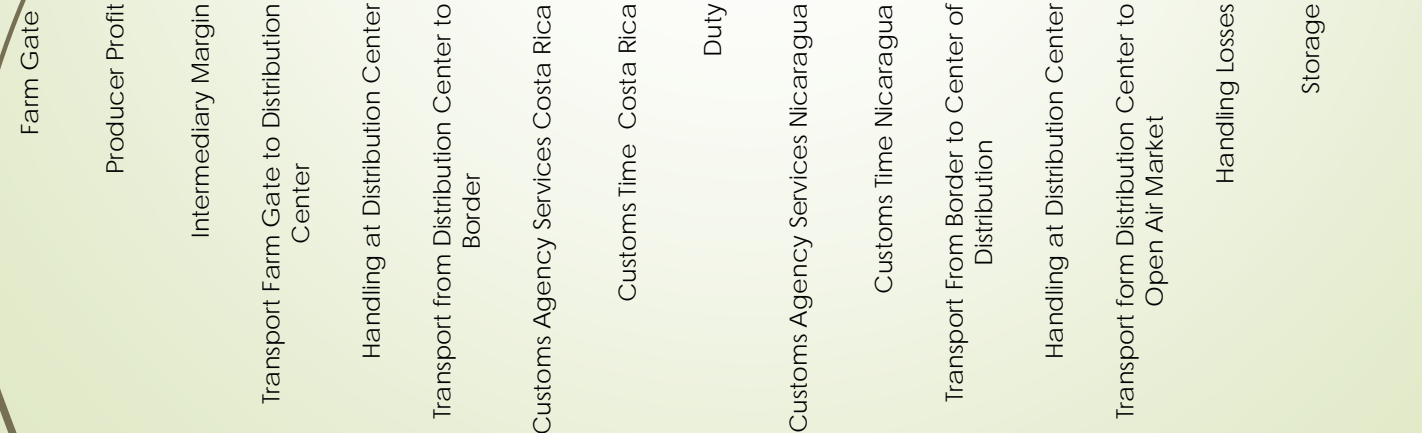 Farm Gate
Producer Profit
Intermediary Margin
Transport Farm Gate to Distribution
Center
Handling at Distribution Center
Transport from Distribution Center to
Border
Customs Agency Services Costa Rica
Customs Time  Costa Rica
Duty
Customs Agency Services Nicaragua
Customs Time Nicaragua
Transport From Border to Center of
Distribution
Handling at Distribution Center
Transport form Distribution Center to
Open Air Market
Handling Losses
Storage